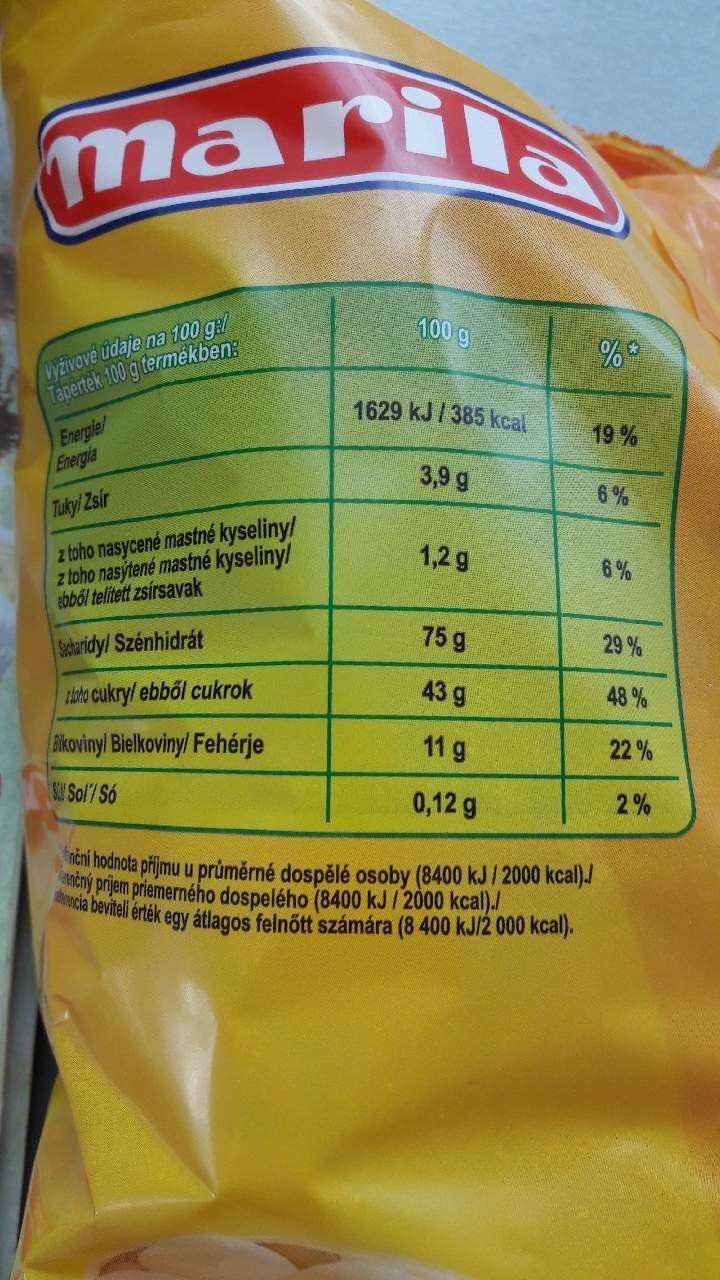 marila
Výživové údaje na 100 g:/
Tápérték 100 g termékben:
100 g
%*
Energie/
Energia
1629 kJ / 385 kcal
19 %
Tuky/ Zsír
3,9 g
6 %
z toho nasycené mastné kyseliny/
z toho nasýtené mastné kyseliny/
ebből telített zsírsavak
1,2 g
6 %
Sacharidy/ Szénhidrát
75 g
29 %
z toho cukry/ ebből cukrok
43 g
48 %
Bílkoviny/ Bielkoviny/ Fehérje
11 g
22 %
Sůl/ Soľ/ Só
0,12 g
2 %
hodnota příjmu u průměrné dospělé osoby (8400 kJ / 2000 kcal)./
príjem priemerného dospelého (8400 kJ / 2000 kcal)./
beviteli érték egy átlagos felnőtt számára (8 400 kJ/2 000 kcal).